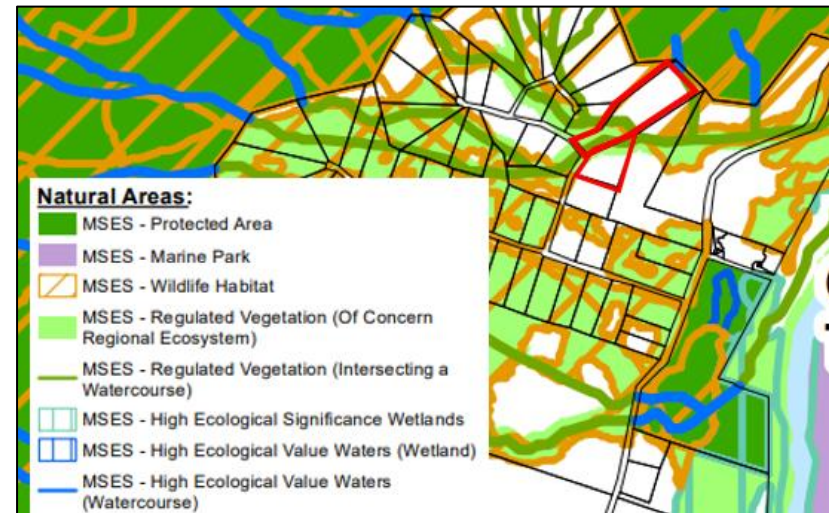 Natural Areas:
MSES - Protected Area
MSES - Marine Park
MSES - Wildlife Habitat
MSES - Regulated Vegetation (Of Concern
Regional Ecosystem)
MSES - Regulated Vegetation (Intersecting a
Watercourse)
MSES - High Ecological Significance Wetlands
MSES - High Ecological Value Waters (Wetland)
MSES - High Ecological Value Waters
(Watercourse)